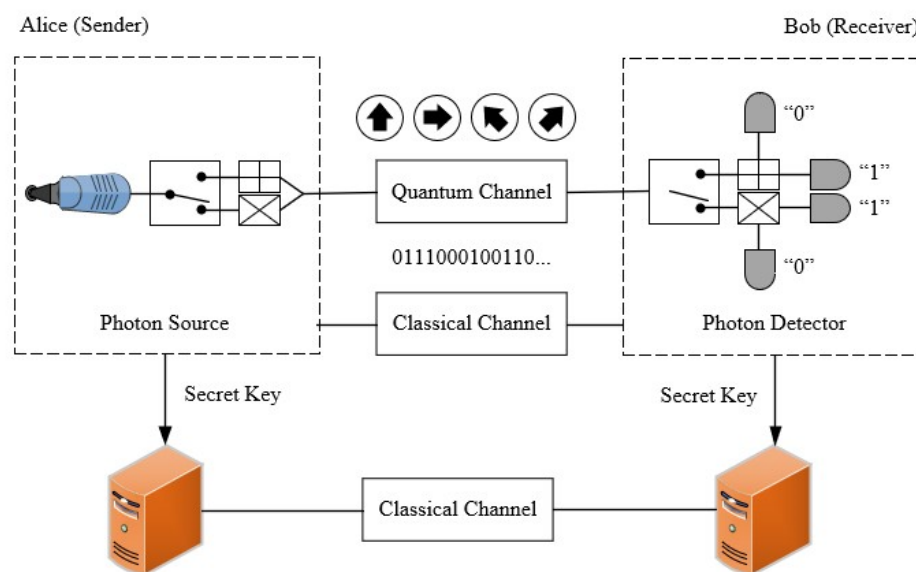 Alice (Sender)
Bob (Receiver)
“0”
Quantum Channel
“1”
“1”
0111000100110...
“0”
Photon Source
Classical Channel
Photon Detector
Secret Key
Secret Key
Classical Channel